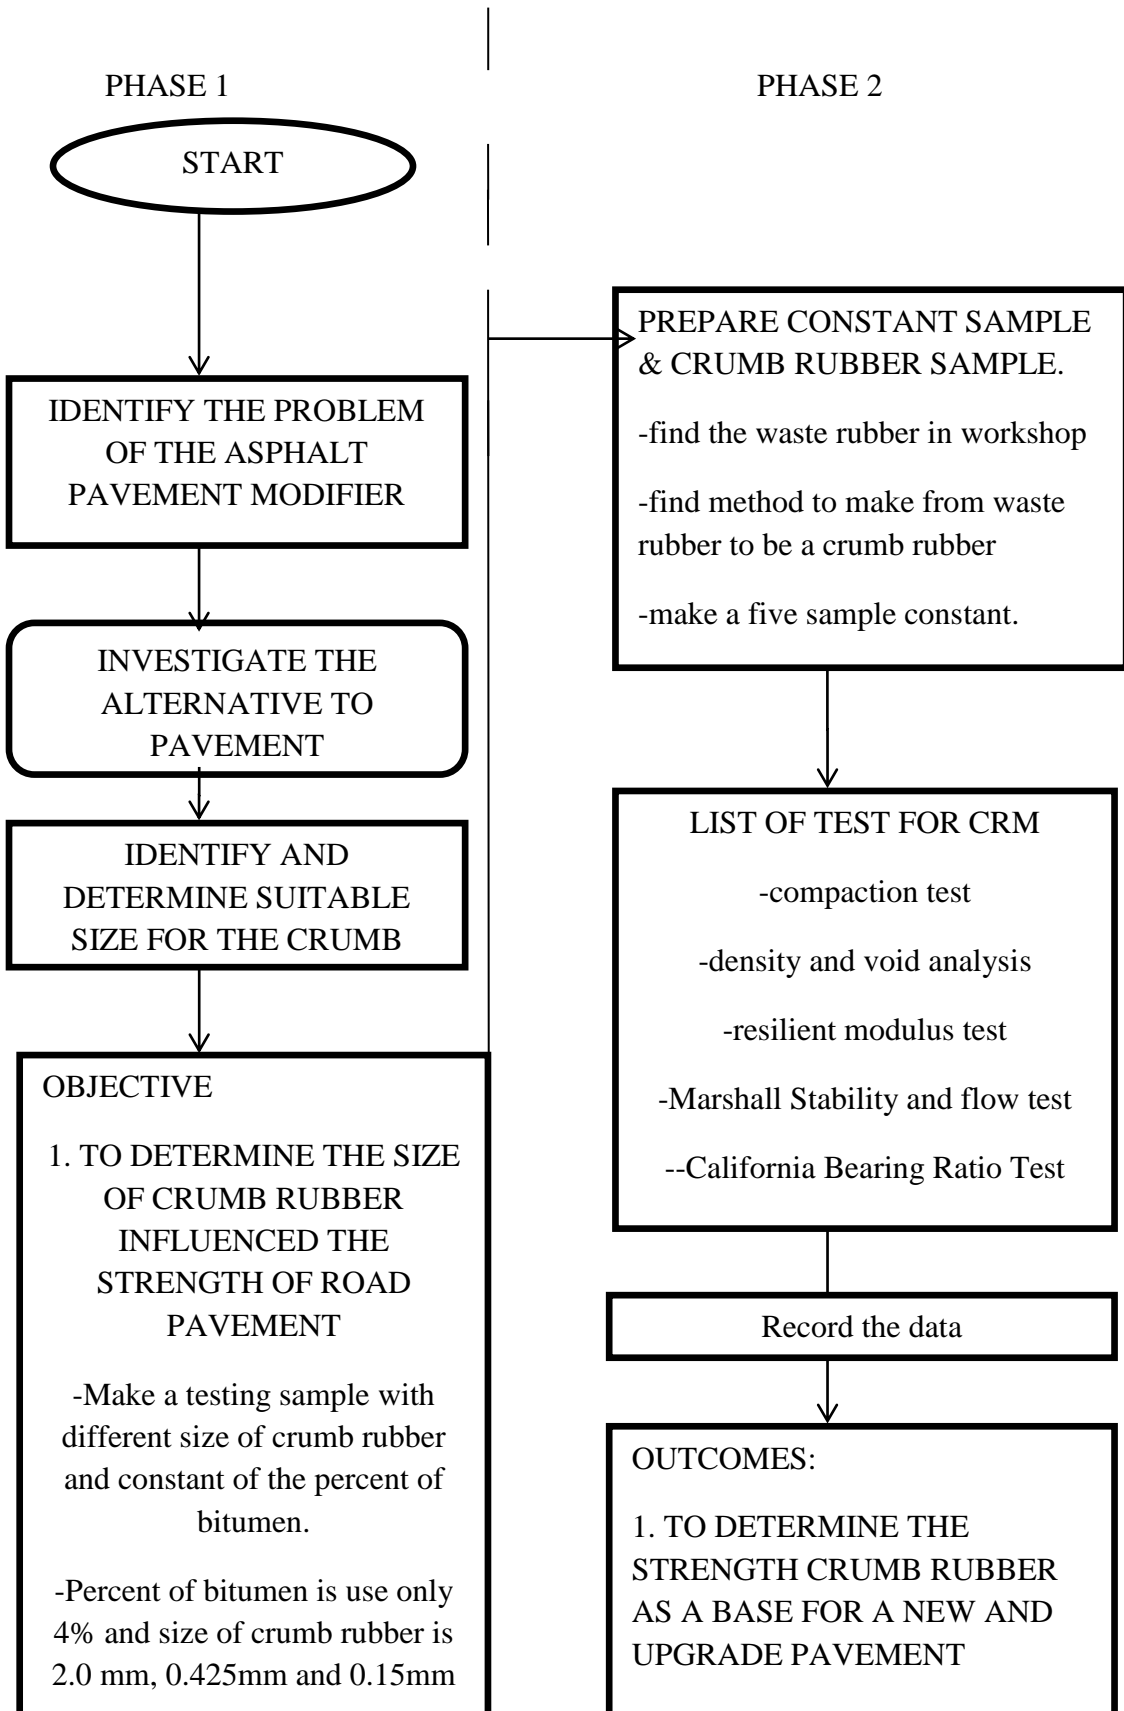 PHASE 1
START
IDENTIFY THE PROBLEM
OF THE ASPHALT
PAVEMENT MODIFIER
INVESTIGATE THE
ALTERNATIVE TO
PAVEMENT
IDENTIFY AND
DETERMINE SUITABLE
SIZE FOR THE CRUMB
OBJECTIVE
1. TO DETERMINE THE SIZE
OF CRUMB RUBBER
INFLUENCED THE
STRENGTH OF ROAD
PAVEMENT
-Make a testing sample with
different size of crumb rubber
and constant of the percent of
bitumen.
-Percent of bitumen is use only
4% and size of crumb rubber is
2.0 mm, 0.425mm and 0.15mm
PHASE 2
PREPARE CONSTANT SAMPLE
& CRUMB RUBBER SAMPLE.
-find the waste rubber in workshop
-find method to make from waste
rubber to be a crumb rubber
-make a five sample constant.
LIST OF TEST FOR CRM
-compaction test
-density and void analysis
-resilient modulus test
-Marshall Stability and flow test
--California Bearing Ratio Test
Record the data
OUTCOMES:
1. TO DETERMINE THE
STRENGTH CRUMB RUBBER
AS A BASE FOR A NEW AND
UPGRADE PAVEMENT